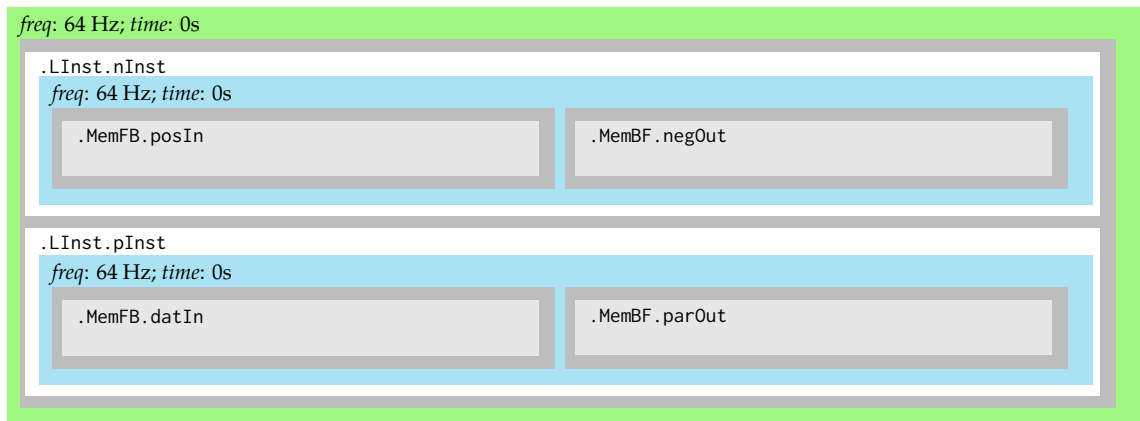 freq: 64 Hz; time: 0s
.LInst.nInst
freq: 64 Hz; time: 0s
.MemFB.posIn
.MemBF.negOut
.LInst.pInst
freq: 64 Hz; time: 0s
.MemFB.datIn
.MemBF.parOut